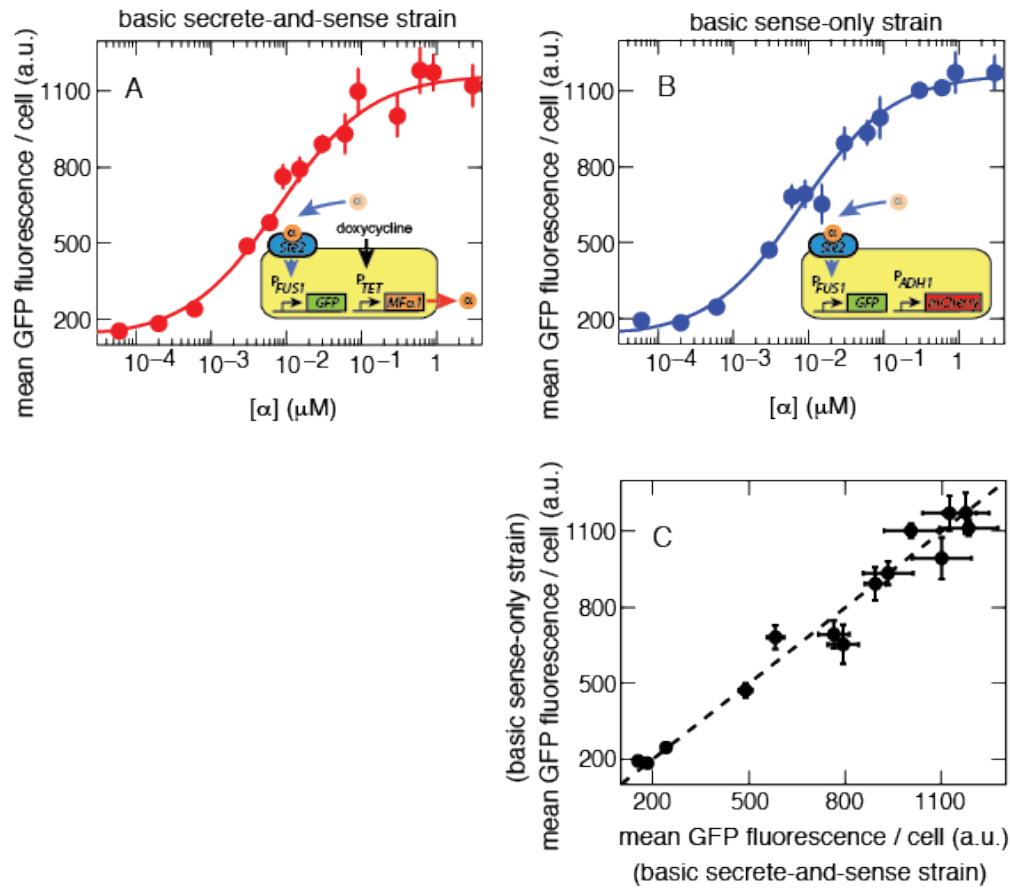 basic secrete-and-sense strain
A
mean GFP fluorescence / cell (a.u.)
1100
800
500
200
10⁻⁴
10⁻³
10⁻²
10⁻¹
1
[α] (μM)
α
α
Ste2
doxycycline
P_FUS1
GFP
P_TET
MFα1
α
basic sense-only strain
B
mean GFP fluorescence / cell (a.u.)
1100
800
500
200
10⁻⁴
10⁻³
10⁻²
10⁻¹
1
[α] (μM)
α
α
Ste2
P_FUS1
GFP
P_ADH1
mCherry
C
(basic sense-only strain)
mean GFP fluorescence / cell (a.u.)
1100
800
500
200
200
500
800
1100
mean GFP fluorescence / cell (a.u.)
(basic secrete-and-sense strain)